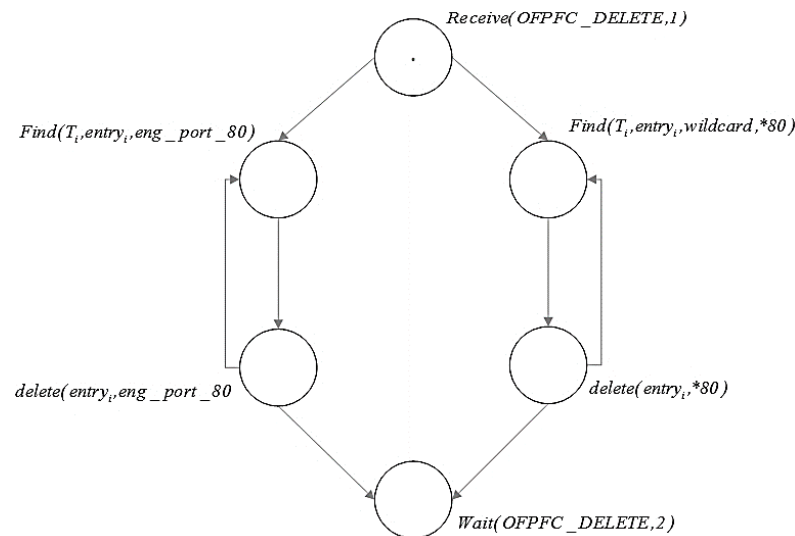 Receive(OFPFC_DELETE,1)
Find(Ti,entryi,eng_port_80)
Find(Ti,entryi,wildcard,*80)
delete(entryi,eng_port_80
delete(entryi,*80)
Wait(OFPFC_DELETE,2)